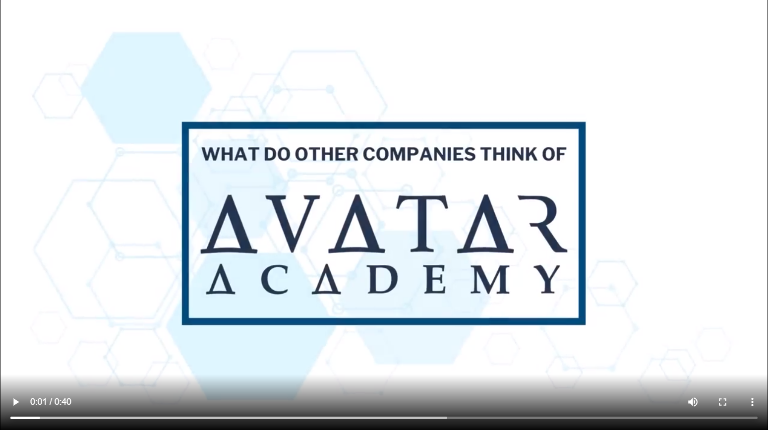 WHAT DO OTHER COMPANIES THINK OF
AVATAR
ACADEMY
0:01 / 0:40